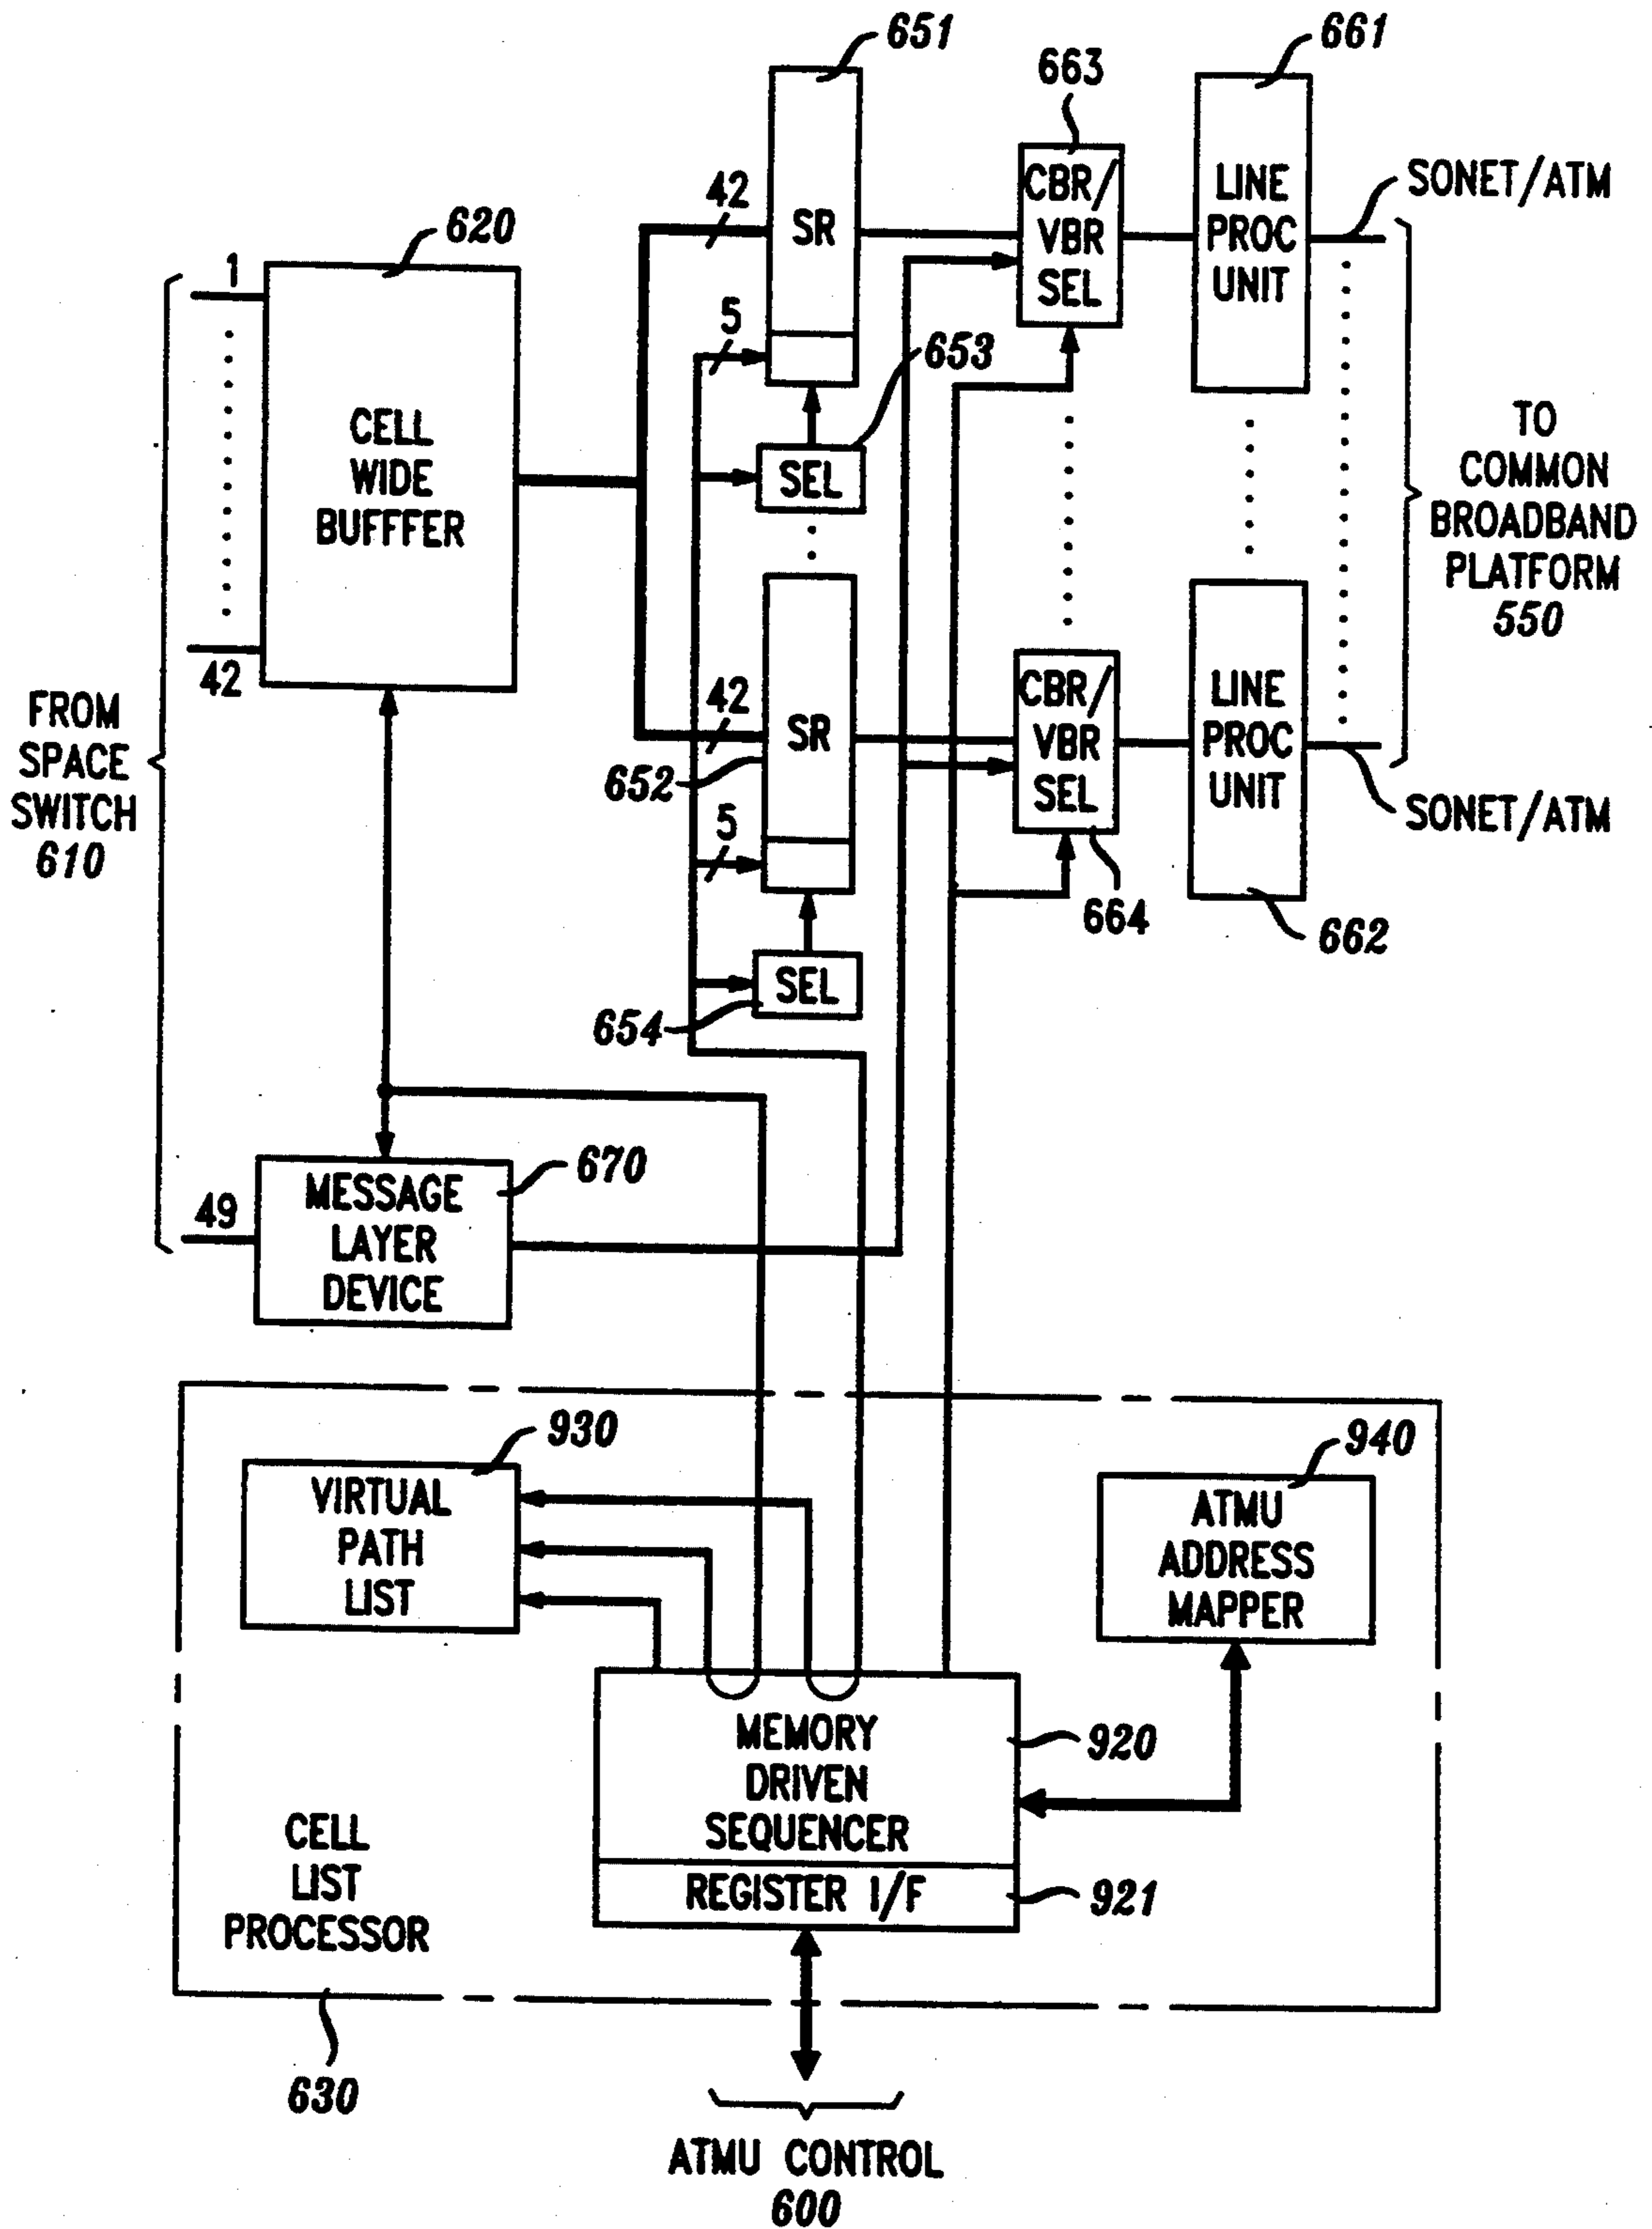 651
661
663
620
1
CELL
WIDE
BUFFFER
42
FROM
SPACE
SWITCH
610
42
SR
5
653
SEL
CBR/
VBR
SEL
LINE
PROC
UNIT
SONET/ATM
TO
COMMON
BROADBAND
PLATFORM
550
42
SR
652
5
SEL
654
CBR/
VBR
SEL
664
LINE
PROC
UNIT
662
SONET/ATM
49
MESSAGE
LAYER
DEVICE
670
930
VIRTUAL
PATH
LIST
940
ATMU
ADDRESS
MAPPER
MEMORY
DRIVEN
SEQUENCER
920
REGISTER I/F
921
CELL
LIST
PROCESSOR
630
ATMU CONTROL
600